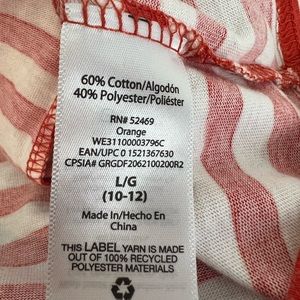 60% Cotton/Algodón
40% Polyester/Poliéster
RN# 52469
Orange
WE31100003796C
EAN/UPC 0 1521367630
CPSIA# GRGDF2062100200R2
L/G
(10-12)
Made In/Hecho En
China
THIS LABEL YARN IS MADE
OUT OF 100% RECYCLED
POLYESTER MATERIALS